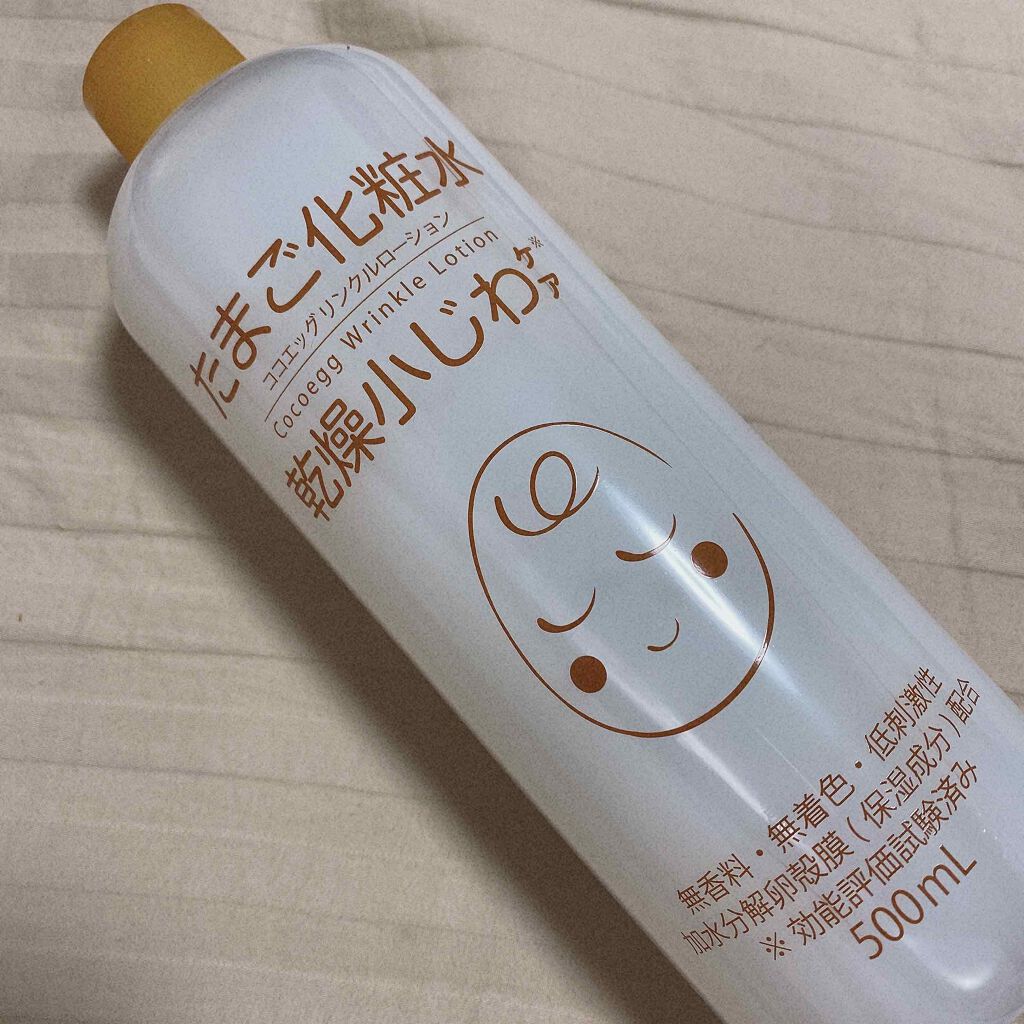 たまご化粧水
ココエッグリンクルローション
Cocoegg Wrinkle Lotion
乾燥小じわケア※
無香料・無着色・低刺激性
加水分解卵殻膜(保湿成分)配合
※効能評価試験済み
500mL